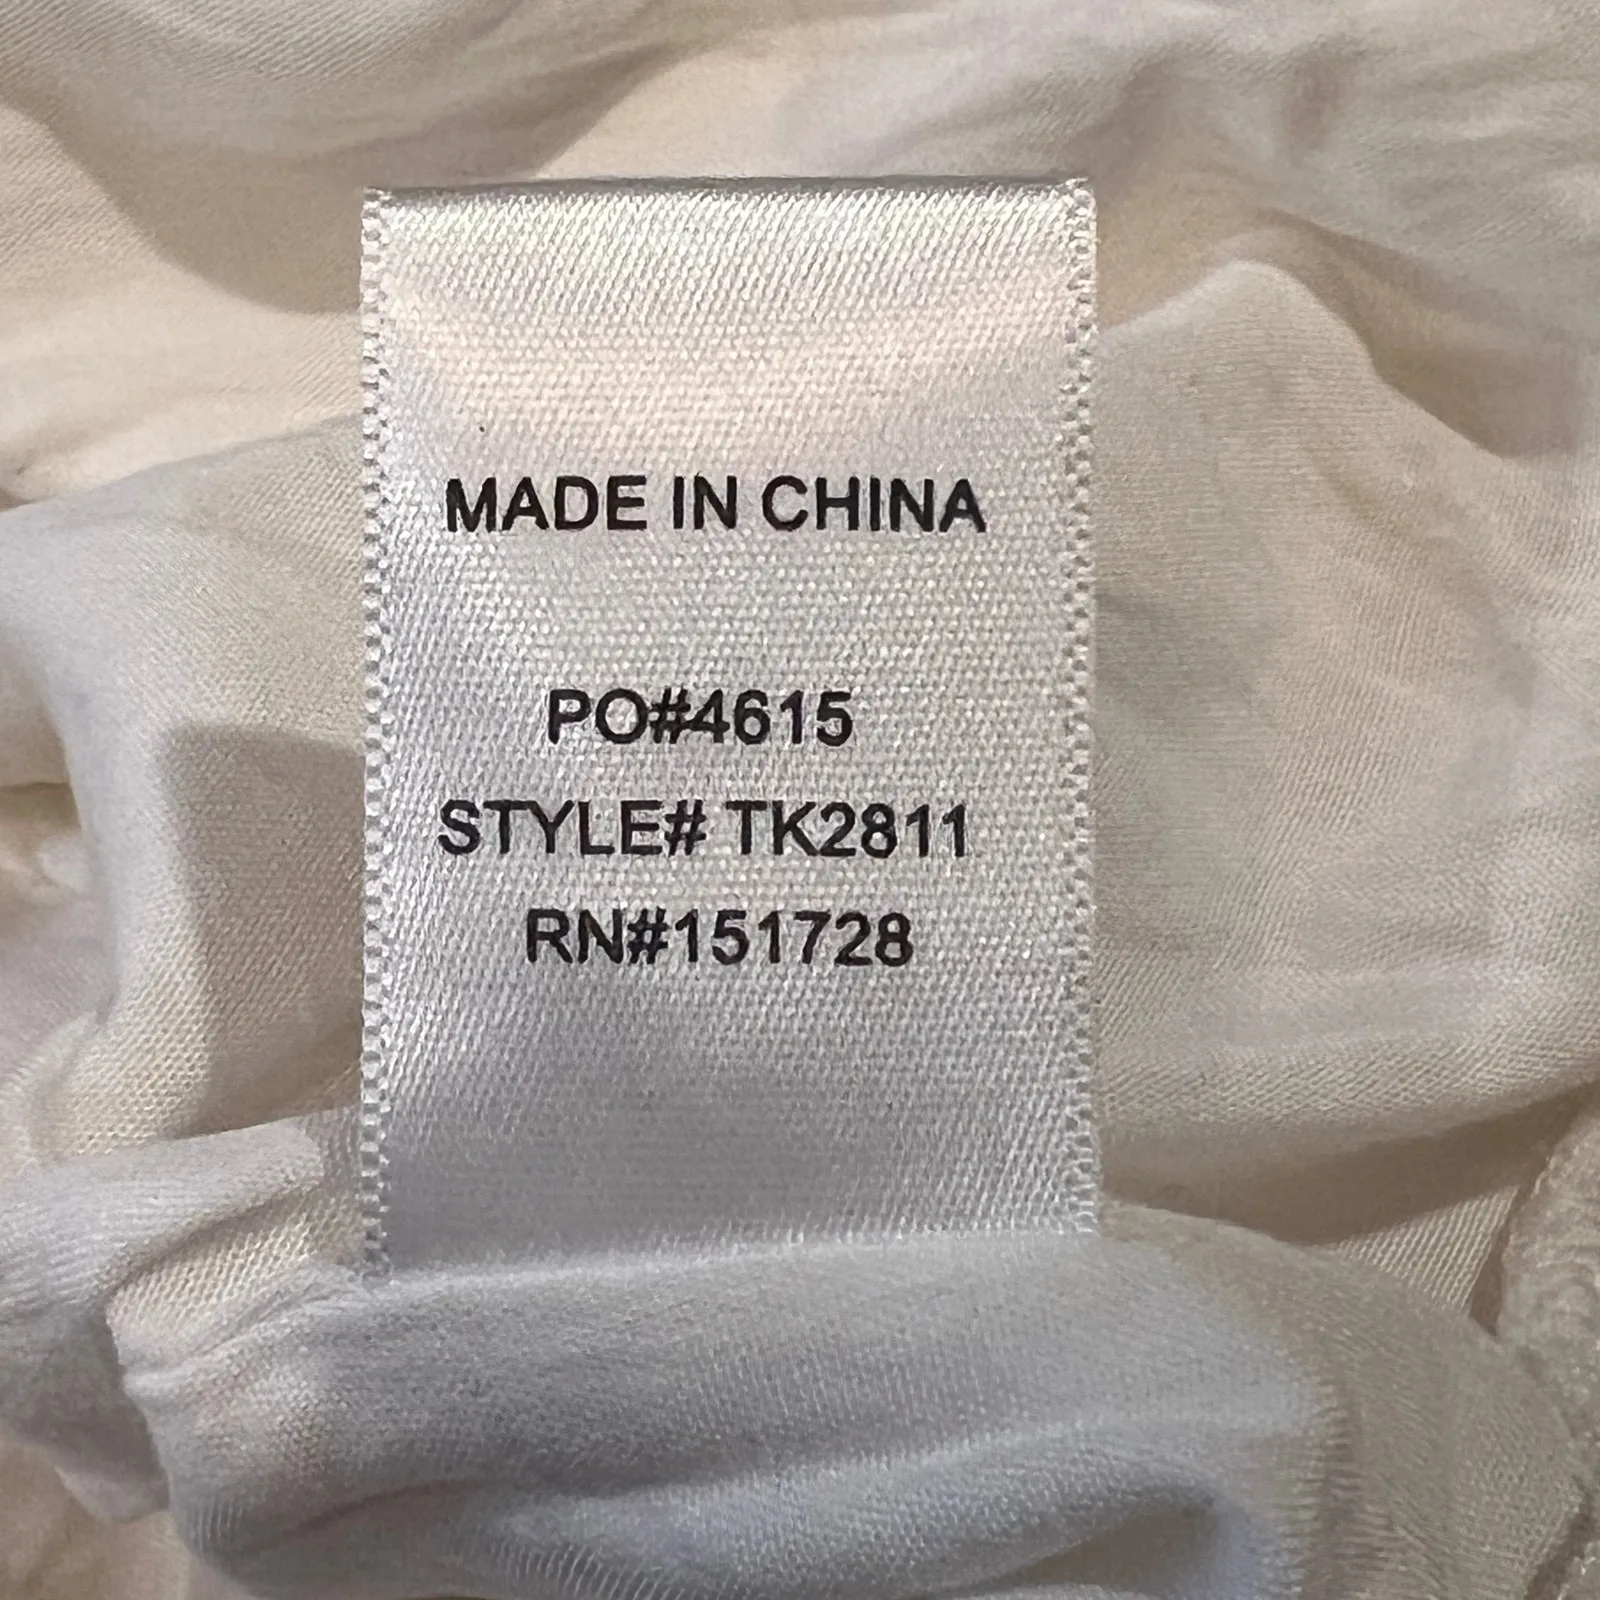 MADE IN CHINA
PO#4615
STYLE# TK2811
RN#151728